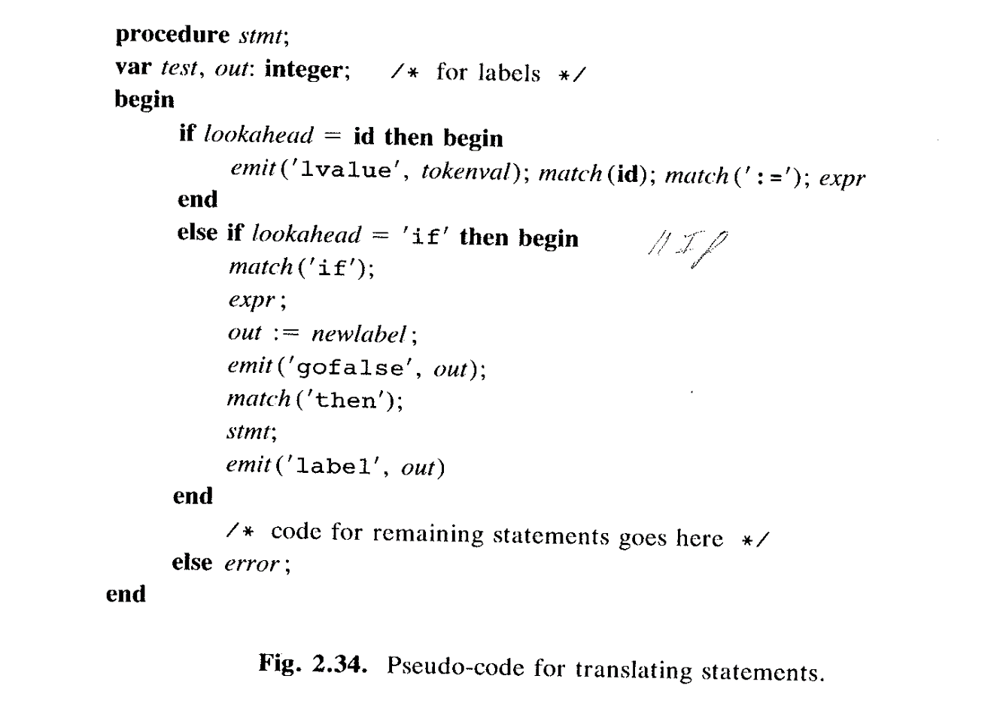 procedure stmt;
var test, out: integer;   /* for labels */
begin
if lookahead = id then begin
emit('lvalue', tokenval); match(id); match(':='); expr
end
else if lookahead = 'if' then begin
match('if');
expr;
out := newlabel;
emit('gofalse', out);
match('then');
stmt;
emit('label', out)
end
/* code for remaining statements goes here */
else error;
end
Fig. 2.34. Pseudo-code for translating statements.